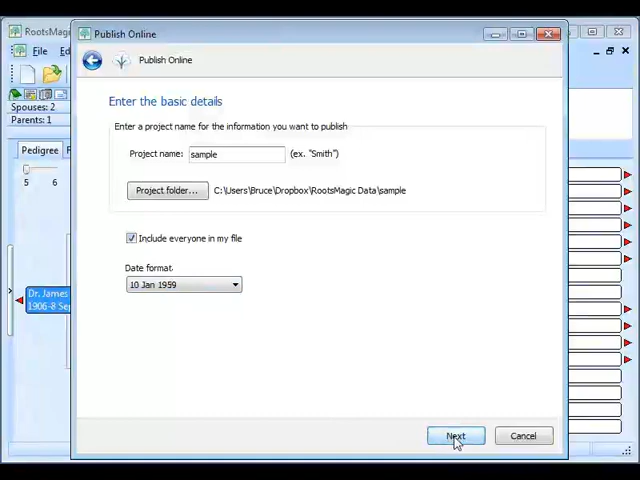 RootsMagic
Publish Online
File
Publish Online
Spouses: 2
Parents: 1
Enter the basic details
Enter a project name for the information you want to publish
Pedigree
Project name: sample (ex. "Smith")
5 6
Project folder... C:\Users\Bruce\Dropbox\RootsMagic Data\sample
Include everyone in my file
Date format
10 Jan 1959
Dr. James
1906-8 Sep
Next
Cancel